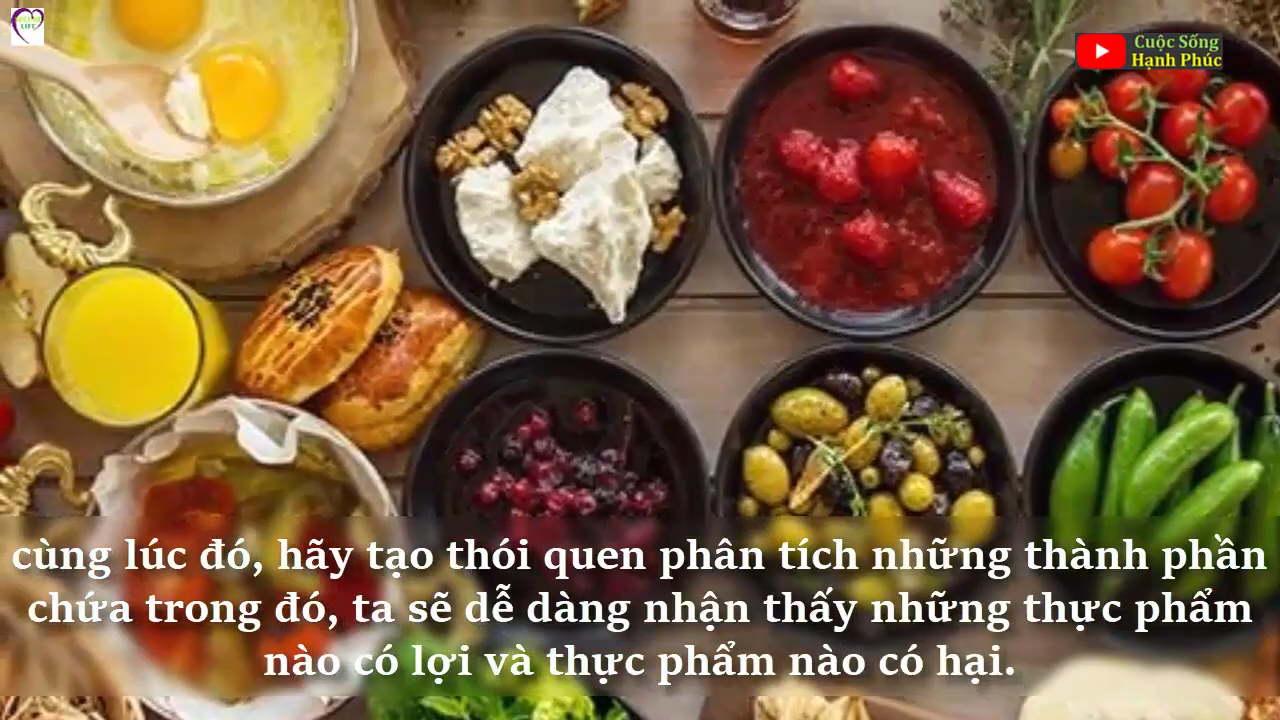 Cuộc Sống
Hạnh Phúc
cùng lúc đó, hãy tạo thói quen phân tích những thành phần
chứa trong đó, ta sẽ dễ dàng nhận thấy những thực phẩm
nào có lợi và thực phẩm nào có hại.